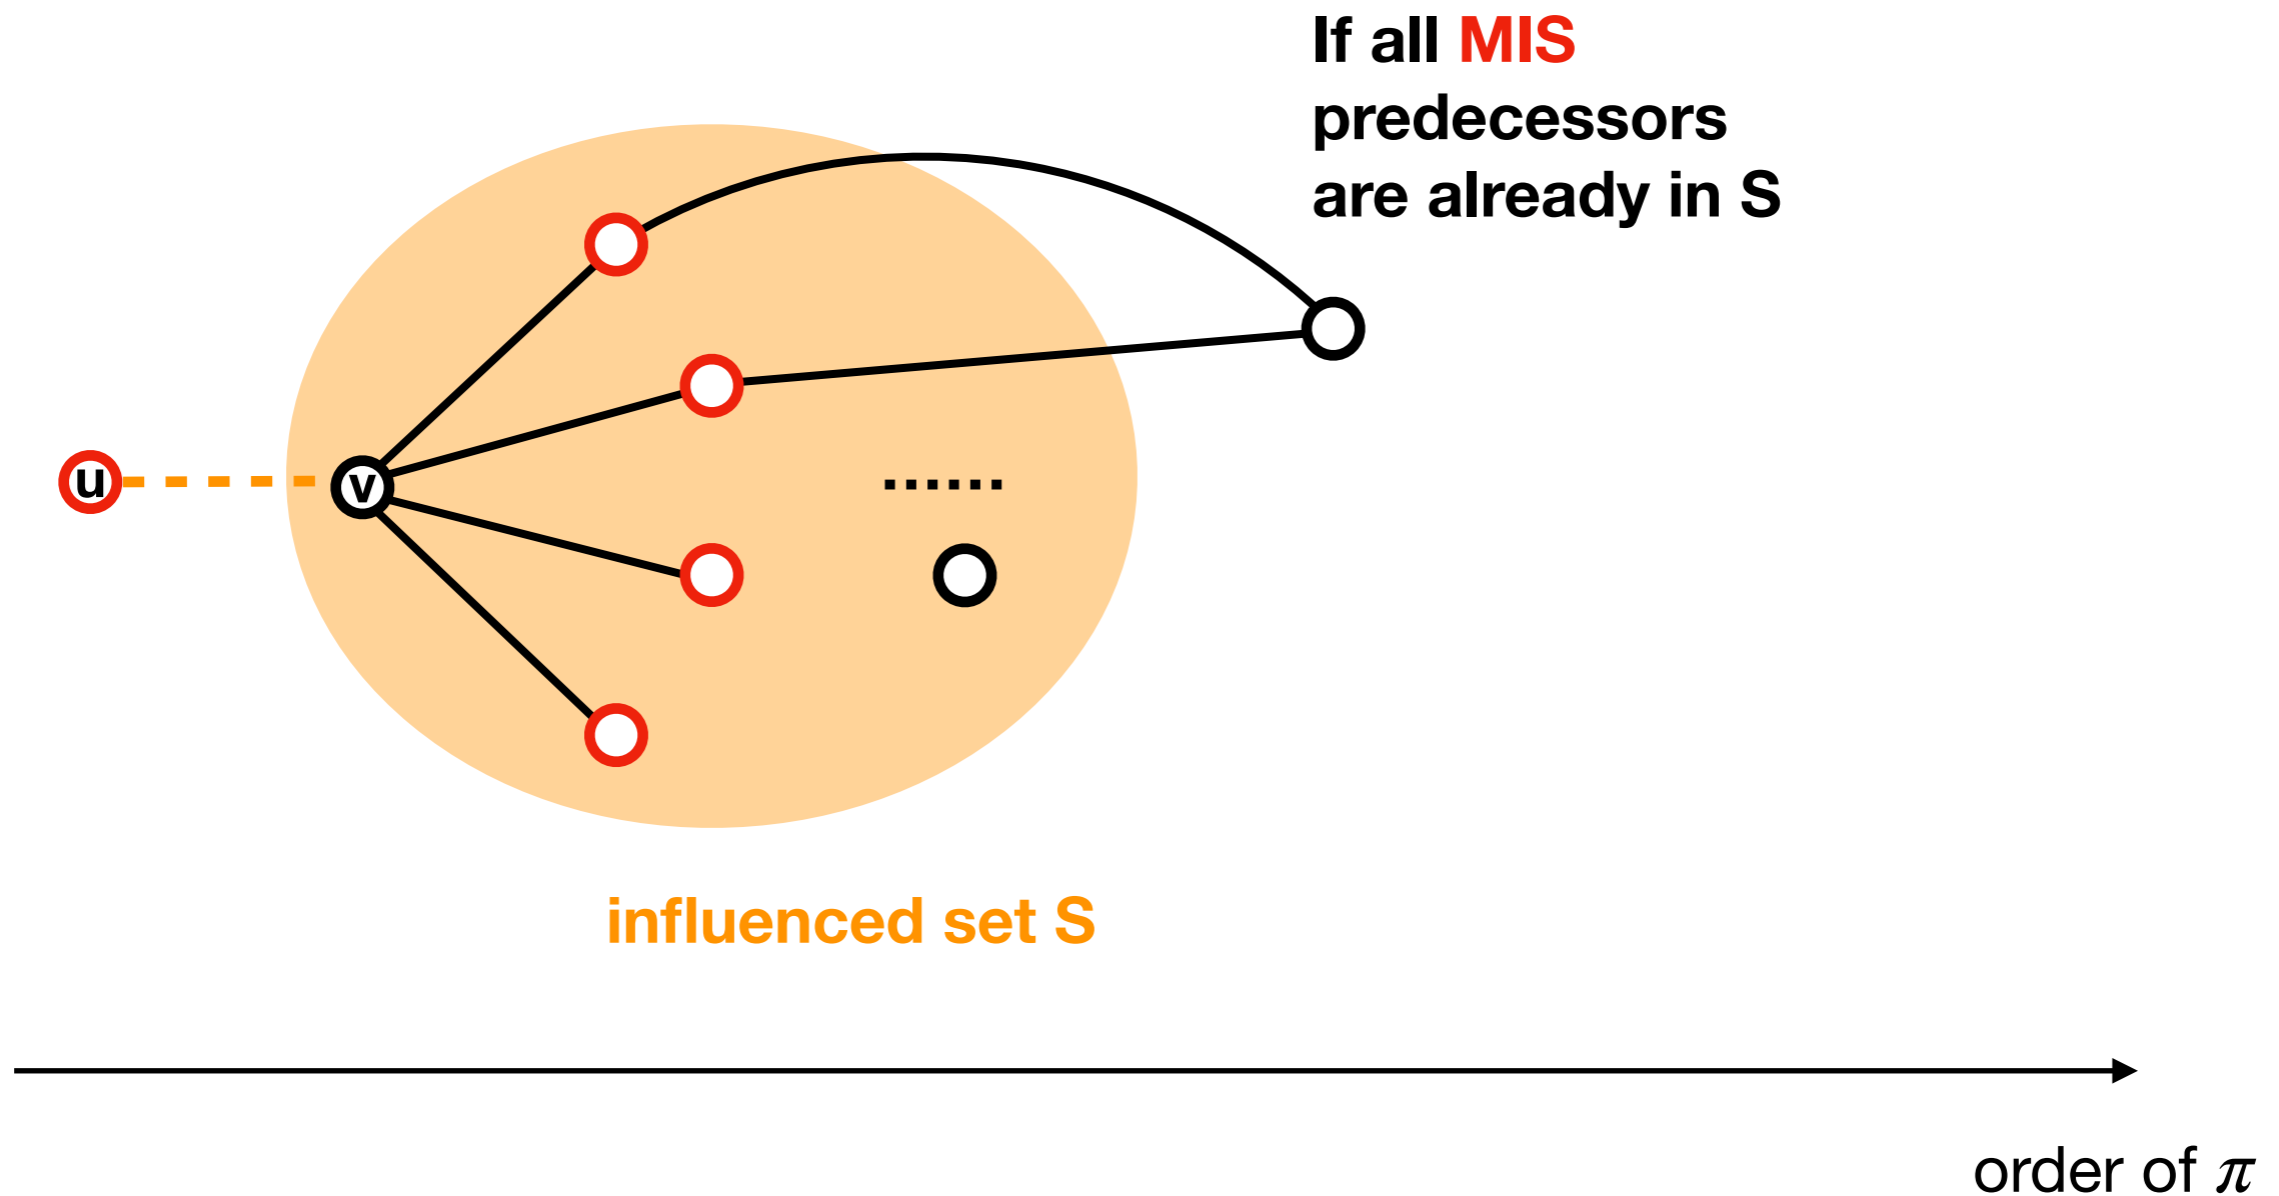 If all MIS
predecessors
are already in S
u
v
influenced set S
order of π